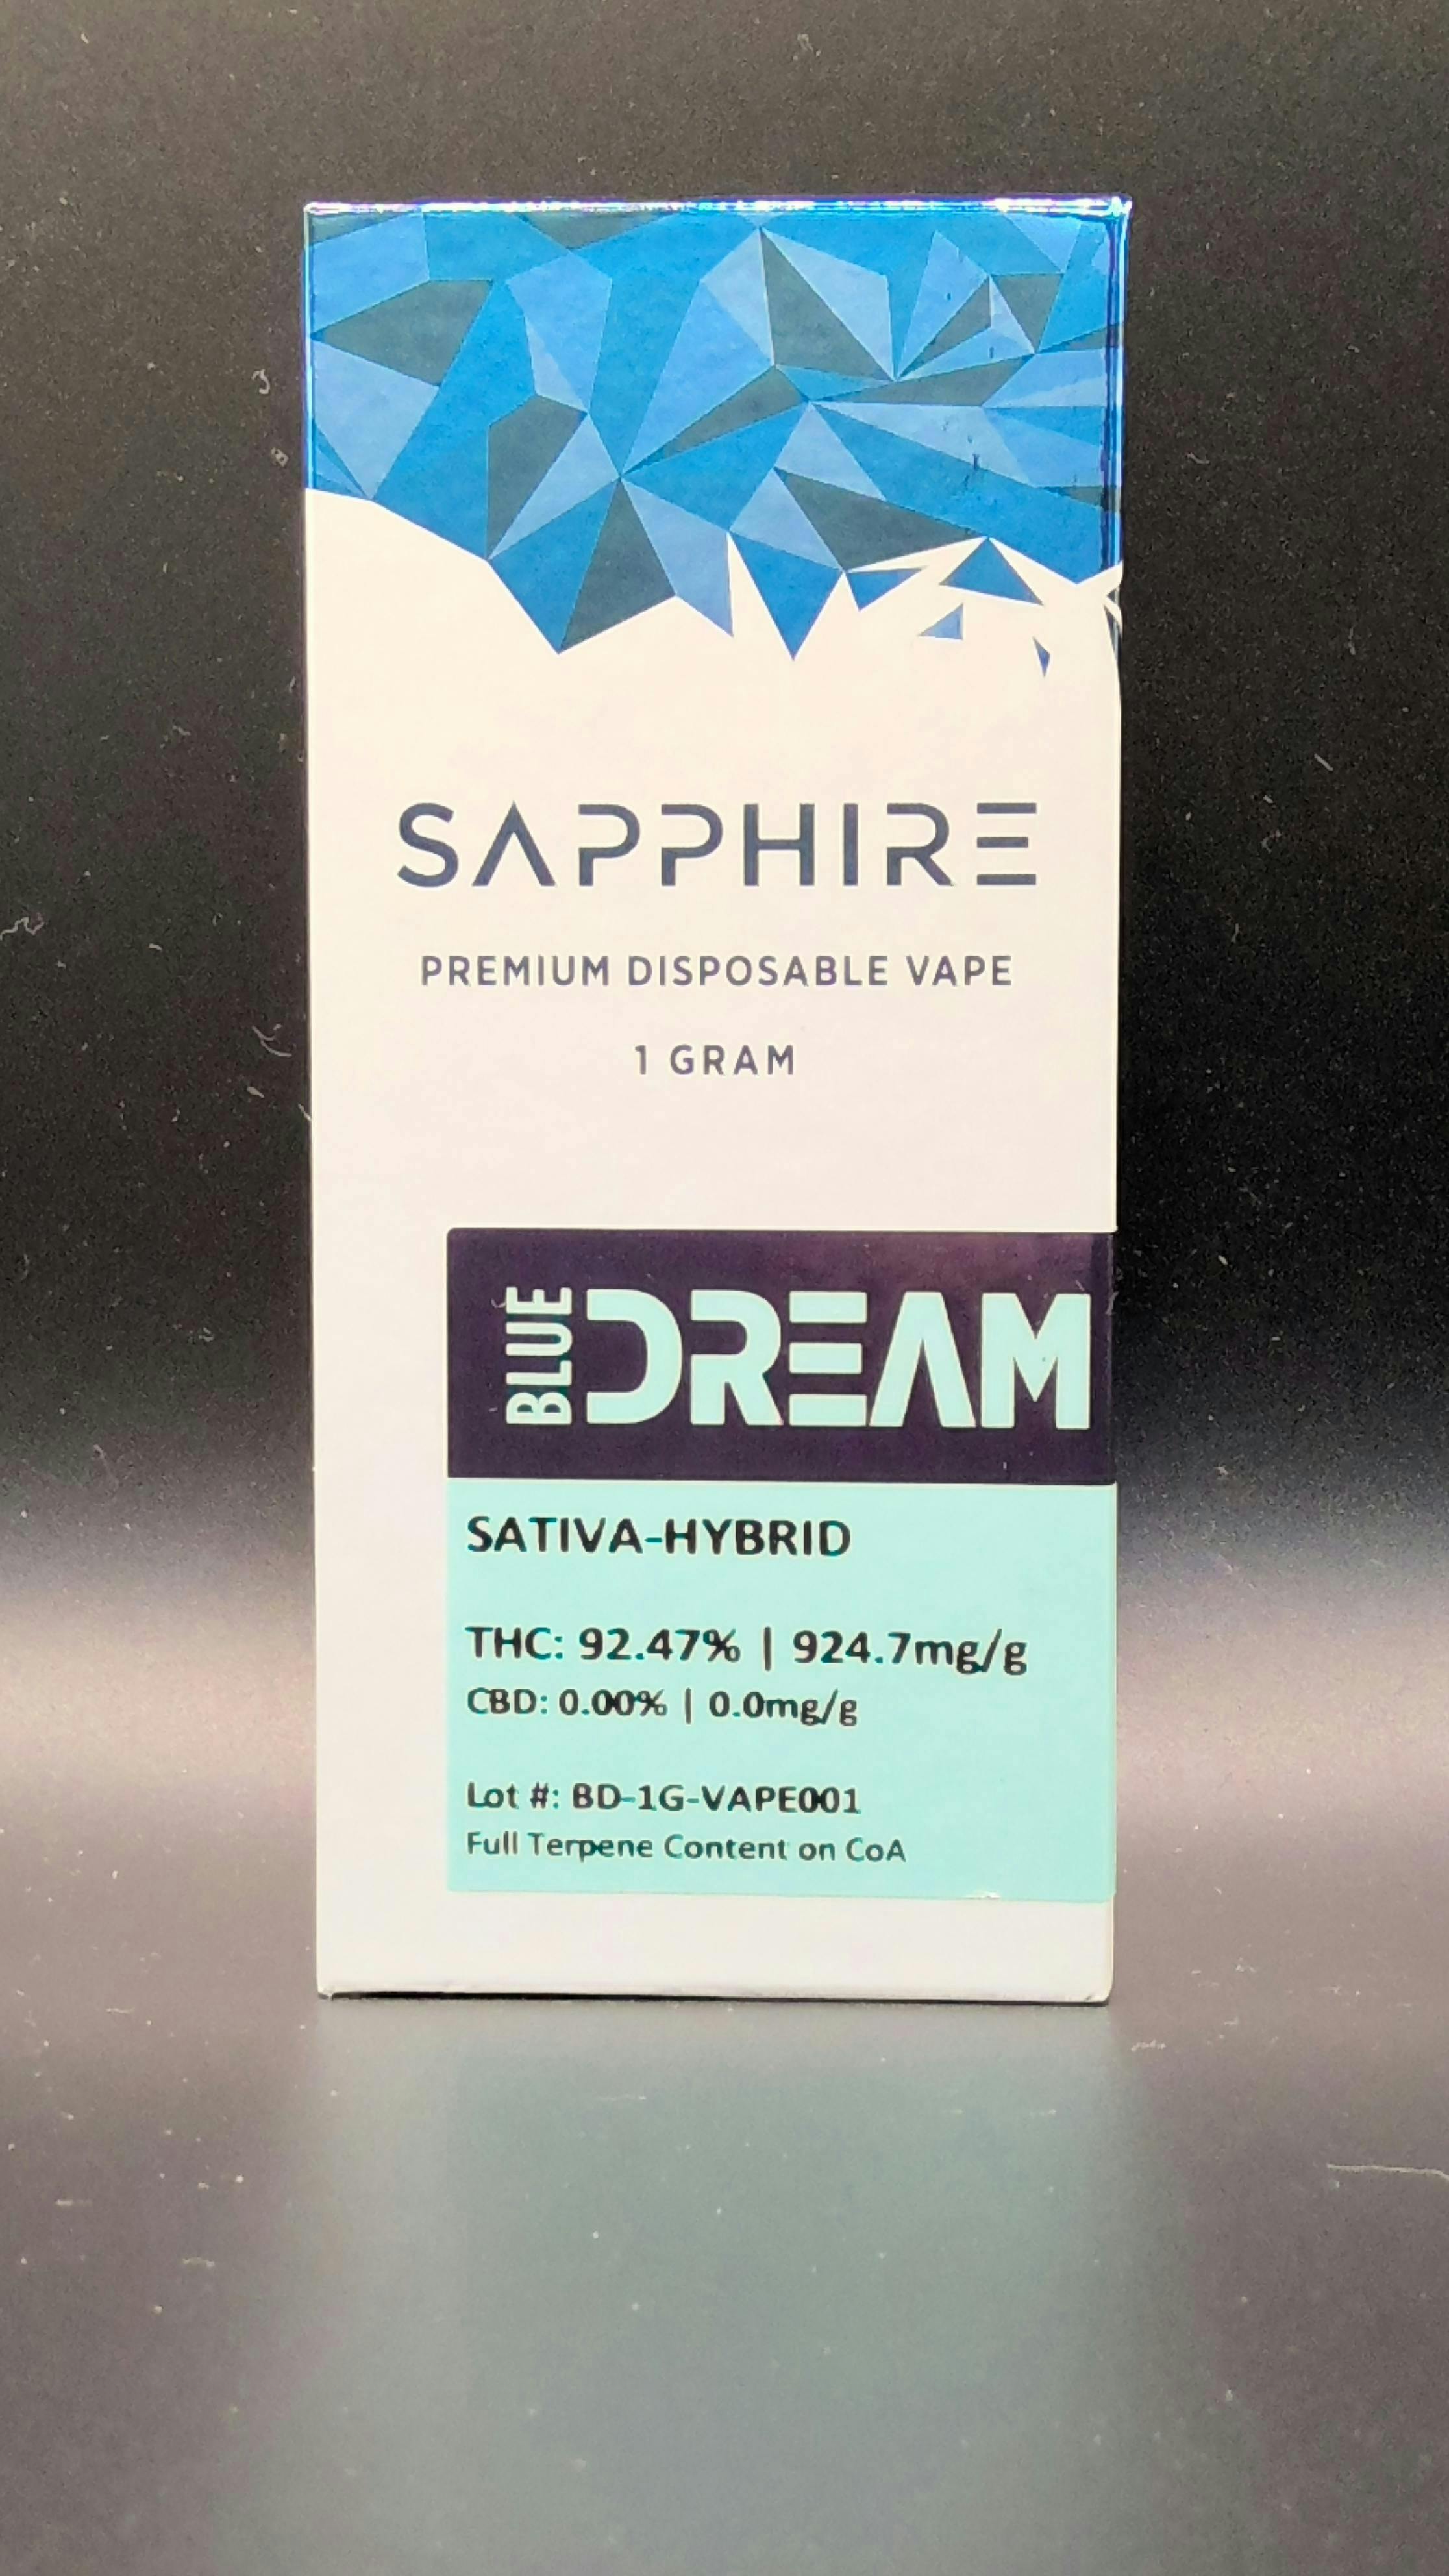 SAPPHIRE
PREMIUM DISPOSABLE VAPE
1 GRAM
BLUE DREAM
SATIVA-HYBRID
THC: 92.47% | 924.7mg/g
CBD: 0.00% | 0.0mg/g
Lot #: BD-1G-VAPE001
Full Terpene Content on CoA